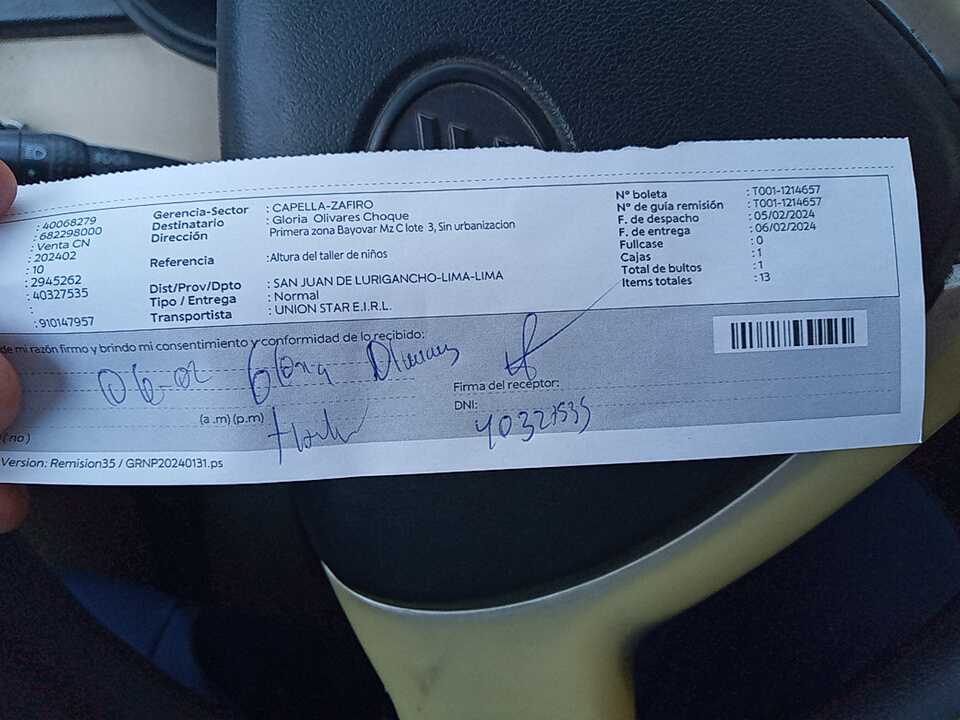 : 40068279
: 682298000
: Venta CN
: 202402
: 10
: 2945262
: 40327535
:
: 910147957
Gerencia-Sector : CAPELLA-ZAFIRO
Destinatario : Gloria Olivares Choque
Dirección Primera zona Bayovar Mz C lote 3, Sin urbanizacion
Referencia : Altura del taller de niños
Dist/Prov/Dpto : SAN JUAN DE LURIGANCHO-LIMA-LIMA
Tipo / Entrega : Normal
Transportista : UNION STAR E.I.R.L.
N° boleta : T001-1214657
N° de guía remisión : T001-1214657
F. de despacho : 05/02/2024
F. de entrega : 06/02/2024
Fullcase : 0
Cajas : 1
Total de bultos : 1
Items totales : 13
de mi razón firmo y brindo mi consentimiento y conformidad de lo recibido:
06-02 Gloria Olivares
Firma del receptor:
(a .m) (p.m)
DNI: 40327535
( no )
Version: Remision35 / GRNP20240131.ps